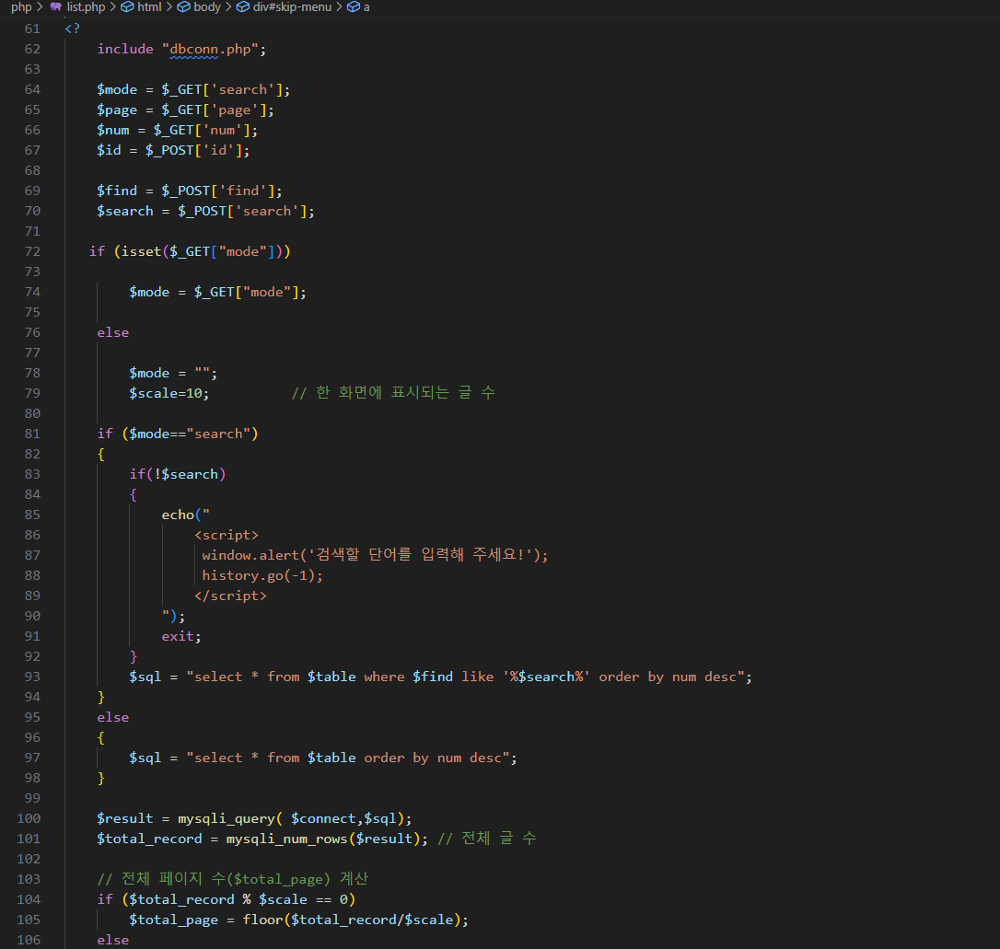 php > list.php > html > body > div#skip-menu > a
61 <?
62 include "dbconn.php";
63
64 $mode = $_GET['search'];
65 $page = $_GET['page'];
66 $num = $_GET['num'];
67 $id = $_POST['id'];
68
69 $find = $_POST['find'];
70 $search = $_POST['search'];
71
72 if (isset($_GET["mode"]))
73
74 $mode = $_GET["mode"];
75
76 else
77
78 $mode = "";
79 $scale=10; // 한 화면에 표시되는 글 수
80
81 if ($mode=="search")
82 {
83 if(!$search)
84 {
85 echo("
86 <script>
87 window.alert('검색할 단어를 입력해 주세요!');
88 history.go(-1);
89 </script>
90 ");
91 exit;
92 }
93 $sql = "select * from $table where $find like '%$search%' order by num desc";
94 }
95 else
96 {
97 $sql = "select * from $table order by num desc";
98 }
99
100 $result = mysqli_query( $connect,$sql);
101 $total_record = mysqli_num_rows($result); // 전체 글 수
102
103 // 전체 페이지 수($total_page) 계산
104 if ($total_record % $scale == 0)
105 $total_page = floor($total_record/$scale);
106 else